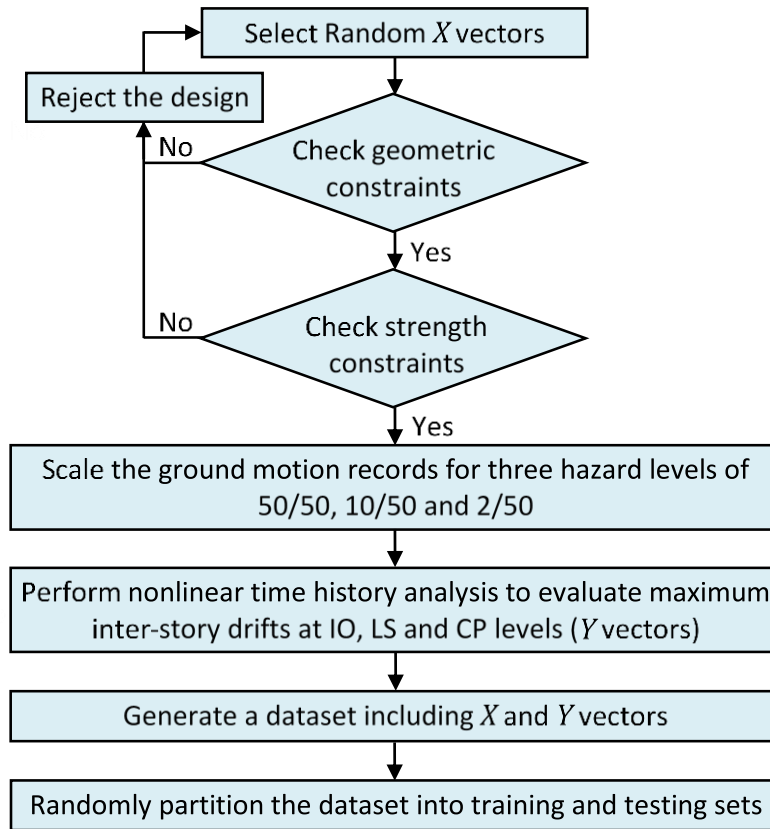 Select Random X vectors
Reject the design
No
Check geometric
constraints
Yes
No
Check strength
constraints
Yes
Scale the ground motion records for three hazard levels of
50/50, 10/50 and 2/50
Perform nonlinear time history analysis to evaluate maximum
inter-story drifts at IO, LS and CP levels (Y vectors)
Generate a dataset including X and Y vectors
Randomly partition the dataset into training and testing sets